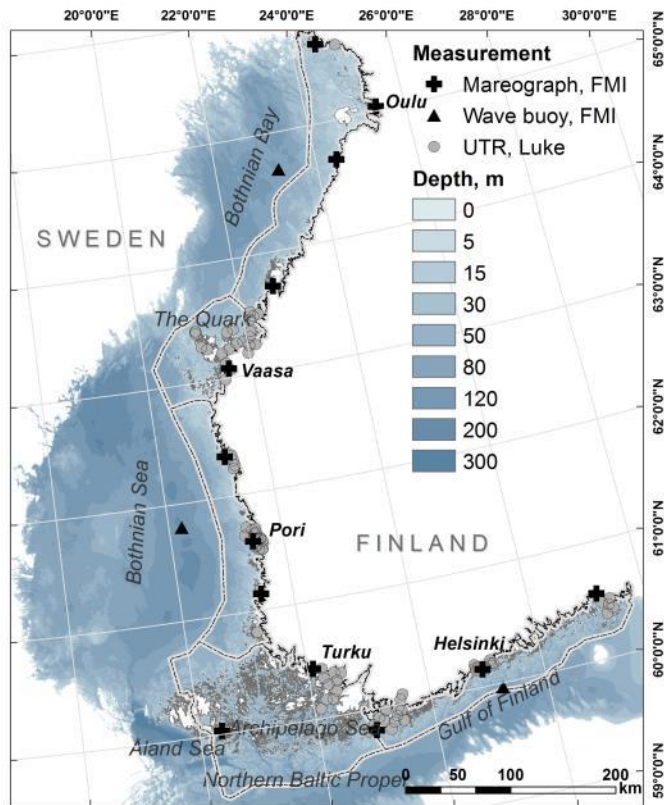 20°0'0"E 22°0'0"E 24°0'0"E 26°0'0"E 28°0'0"E 30°0'0"E
65°0'0"N
64°0'0"N
63°0'0"N
62°0'0"N
61°0'0"N
60°0'0"N
59°0'0"N
Measurement
Mareograph, FMI
Wave buoy, FMI
UTR, Luke
Depth, m
0
5
15
30
50
80
120
200
300
Oulu
Bothnian Bay
SWEDEN
The Quark
Vaasa
Bothnian Sea
Pori
FINLAND
Turku
Helsinki
Gulf of Finland
Archipelago Sea
Åland Sea
Northern Baltic Proper
0 50 100 200
km